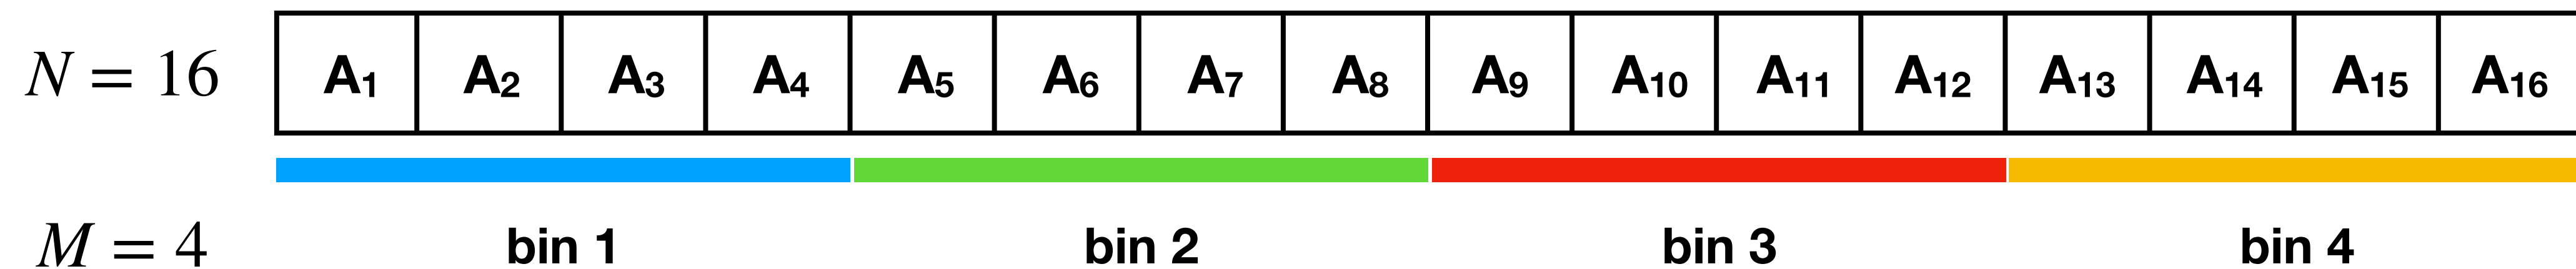 N = 16 A1 A2 A3 A4 A5 A6 A7 A8 A9 A10 A11 A12 A13 A14 A15 A16
M = 4 bin 1 bin 2 bin 3 bin 4